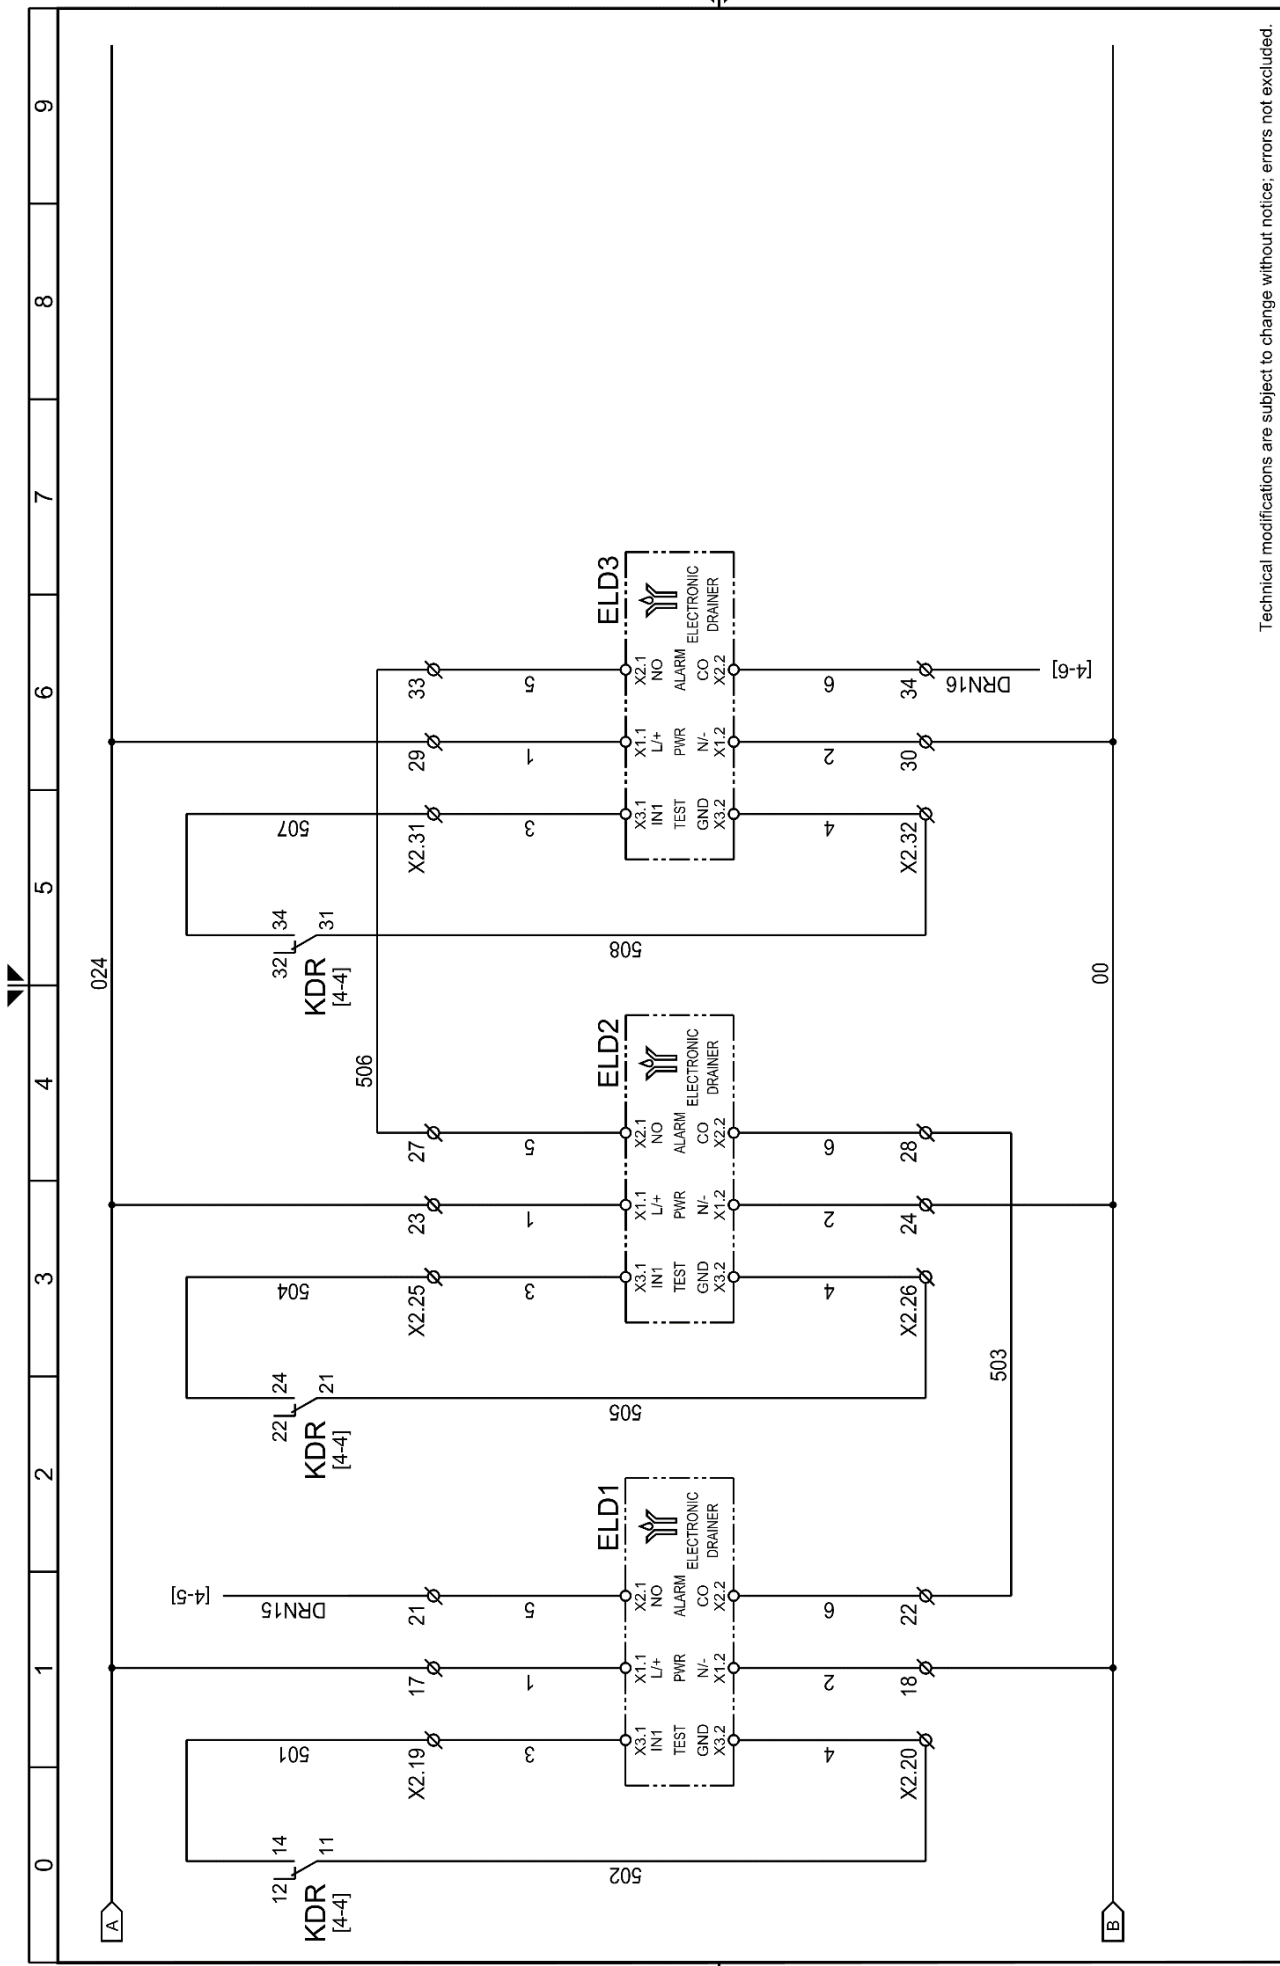 0 1 2 3 4 5 6 7 8 9
A
024
501
12 14
11
KDR
[4-4]
502
X2.19
17
21
DRN15
[4-5]
3
1
5
ELD1
X3.1 X1.1 X2.1
IN1 L/+ NO
TEST PWR ALARM
GND N/- CO
X3.2 X1.2 X2.2
ELECTRONIC
DRAINER
4
2
6
X2.20
18
22
503
504
22 24
21
KDR
[4-4]
505
X2.25
23
27
3
1
5
506
ELD2
X3.1 X1.1 X2.1
IN1 L/+ NO
TEST PWR ALARM
GND N/- CO
X3.2 X1.2 X2.2
ELECTRONIC
DRAINER
4
2
6
X2.26
24
28
507
32 34
31
KDR
[4-4]
508
X2.31
29
33
3
1
5
ELD3
X3.1 X1.1 X2.1
IN1 L/+ NO
TEST PWR ALARM
GND N/- CO
X3.2 X1.2 X2.2
ELECTRONIC
DRAINER
4
2
6
X2.32
30
34
DRN16
[4-6]
B
00
Technical modifications are subject to change without notice; errors not excluded.